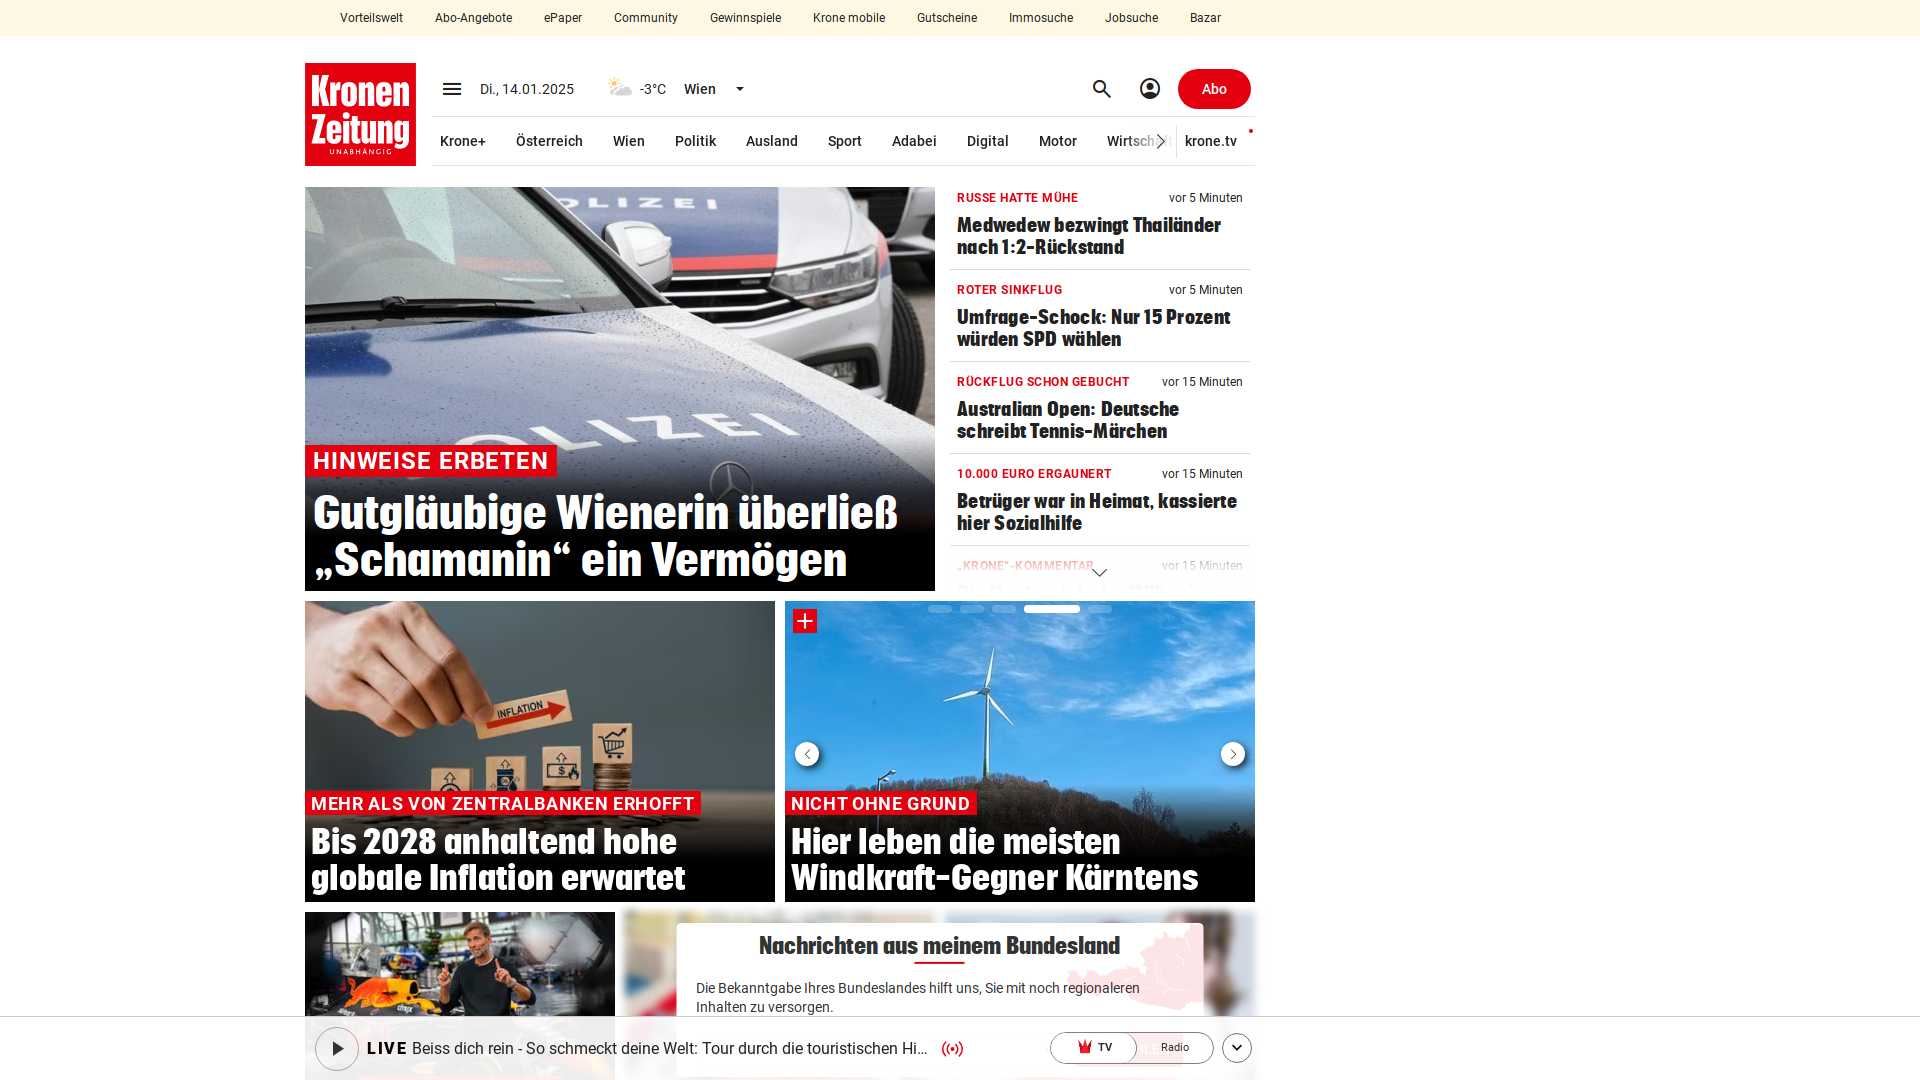 Vorteilswelt Abo-Angebote ePaper Community Gewinnspiele Krone mobile Gutscheine Immosuche Jobsuche Bazar
Kronen
Zeitung
UNABHÄNGIG
Di., 14.01.2025 -3°C Wien
Abo
Krone+ Österreich Wien Politik Ausland Sport Adabei Digital Motor Wirtschaft krone.tv
POLIZEI
POLIZEI
HINWEISE ERBETEN
Gutgläubige Wienerin überließ
„Schamanin“ ein Vermögen
RUSSE HATTE MÜHE vor 5 Minuten
Medwedew bezwingt Thailänder
nach 1:2-Rückstand
ROTER SINKFLUG vor 5 Minuten
Umfrage-Schock: Nur 15 Prozent
würden SPD wählen
RÜCKFLUG SCHON GEBUCHT vor 15 Minuten
Australian Open: Deutsche
schreibt Tennis-Märchen
10.000 EURO ERGAUNERT vor 15 Minuten
Betrüger war in Heimat, kassierte
hier Sozialhilfe
„KRONE“-KOMMENTAR vor 15 Minuten
INFLATION
MEHR ALS VON ZENTRALBANKEN ERHOFFT
Bis 2028 anhaltend hohe
globale Inflation erwartet
NICHT OHNE GRUND
Hier leben die meisten
Windkraft-Gegner Kärntens
Nachrichten aus meinem Bundesland
Die Bekanntgabe Ihres Bundeslandes hilft uns, Sie mit noch regionaleren
Inhalten zu versorgen.
LIVE Beiss dich rein - So schmeckt deine Welt: Tour durch die touristischen Hi...
TV Radio